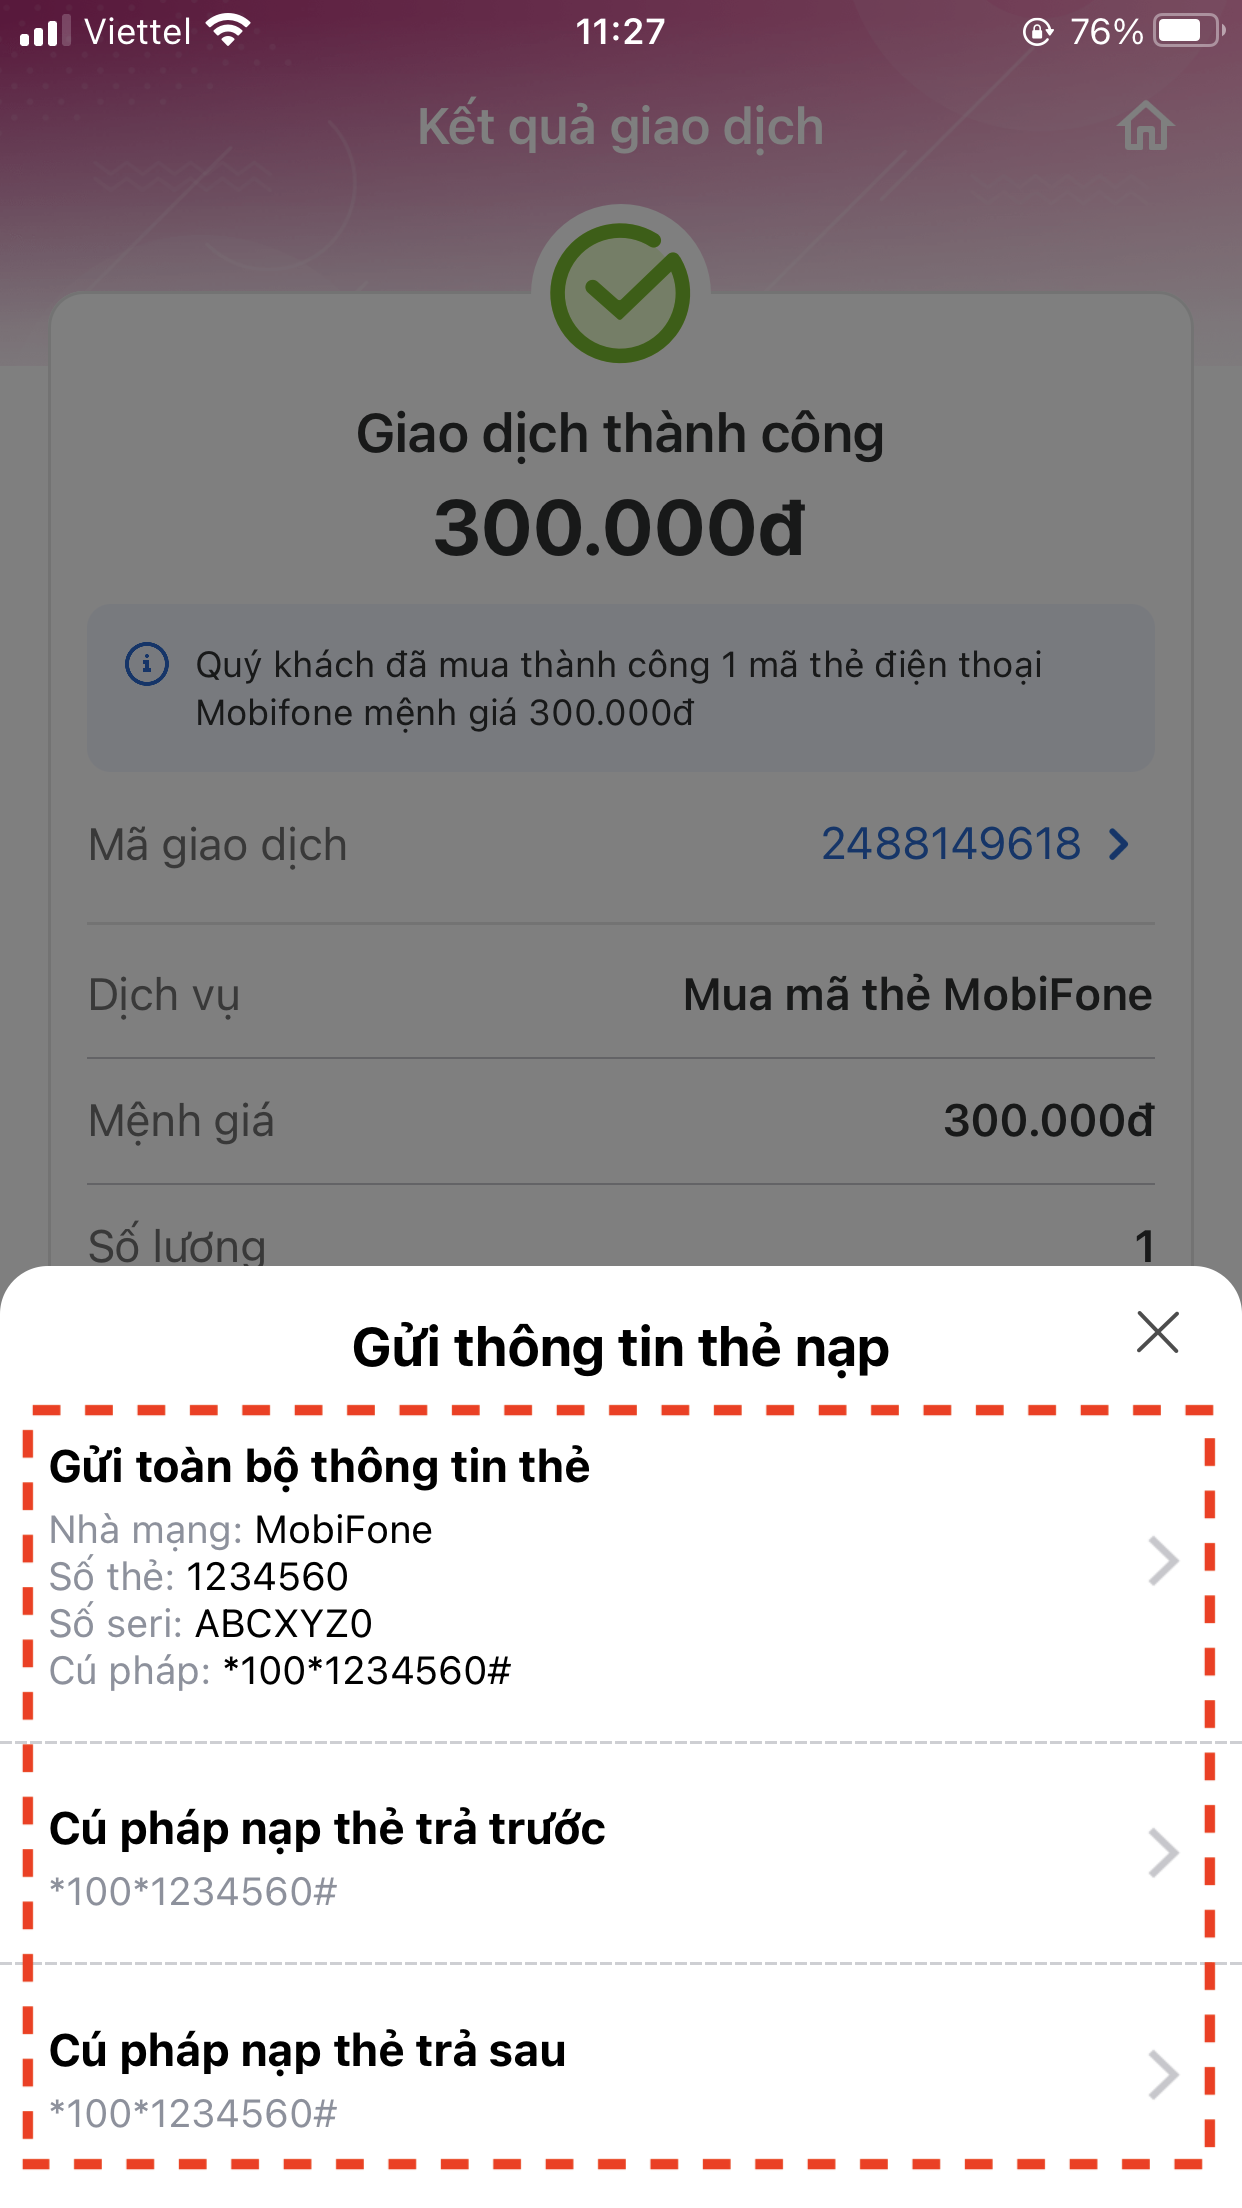 Viettel 11:27 76%
Kết quả giao dịch
Giao dịch thành công
300.000đ
Quý khách đã mua thành công 1 mã thẻ điện thoại
Mobifone mệnh giá 300.000đ
Mã giao dịch 2488149618
Dịch vụ Mua mã thẻ MobiFone
Mệnh giá 300.000đ
Số lượng 1
Gửi thông tin thẻ nạp
Gửi toàn bộ thông tin thẻ
Nhà mạng: MobiFone
Số thẻ: 1234560
Số seri: ABCXYZ0
Cú pháp: *100*1234560#
Cú pháp nạp thẻ trả trước
*100*1234560#
Cú pháp nạp thẻ trả sau
*100*1234560#